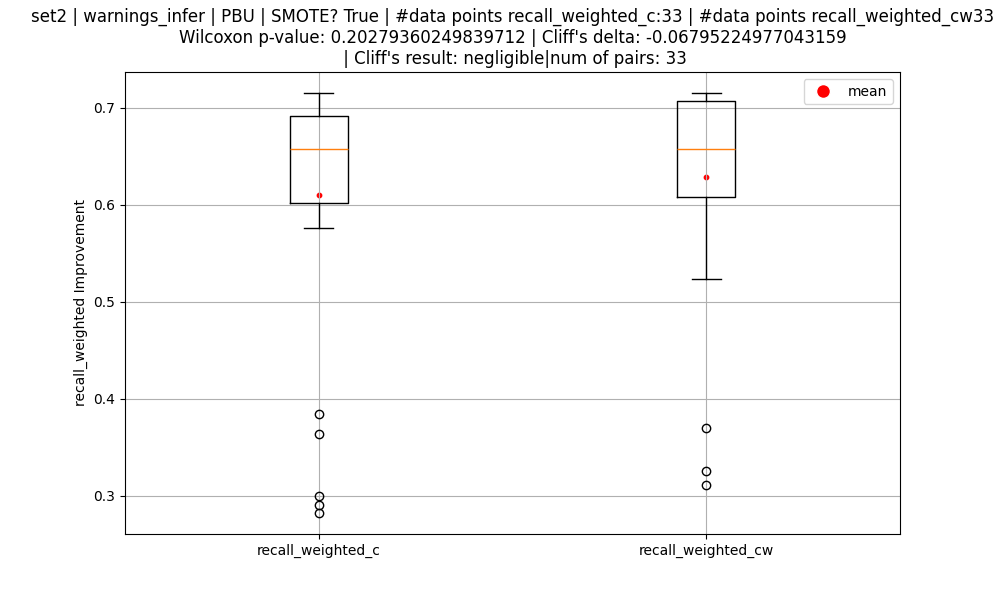 set2 | warnings_infer | PBU | SMOTE? True | #data points recall_weighted_c:33 | #data points recall_weighted_cw33
Wilcoxon p-value: 0.20279360249839712 | Cliff's delta: -0.06795224977043159
| Cliff's result: negligible|num of pairs: 33
mean
0.7
0.6
0.5
0.4
0.3
recall_weighted Improvement
recall_weighted_c
recall_weighted_cw